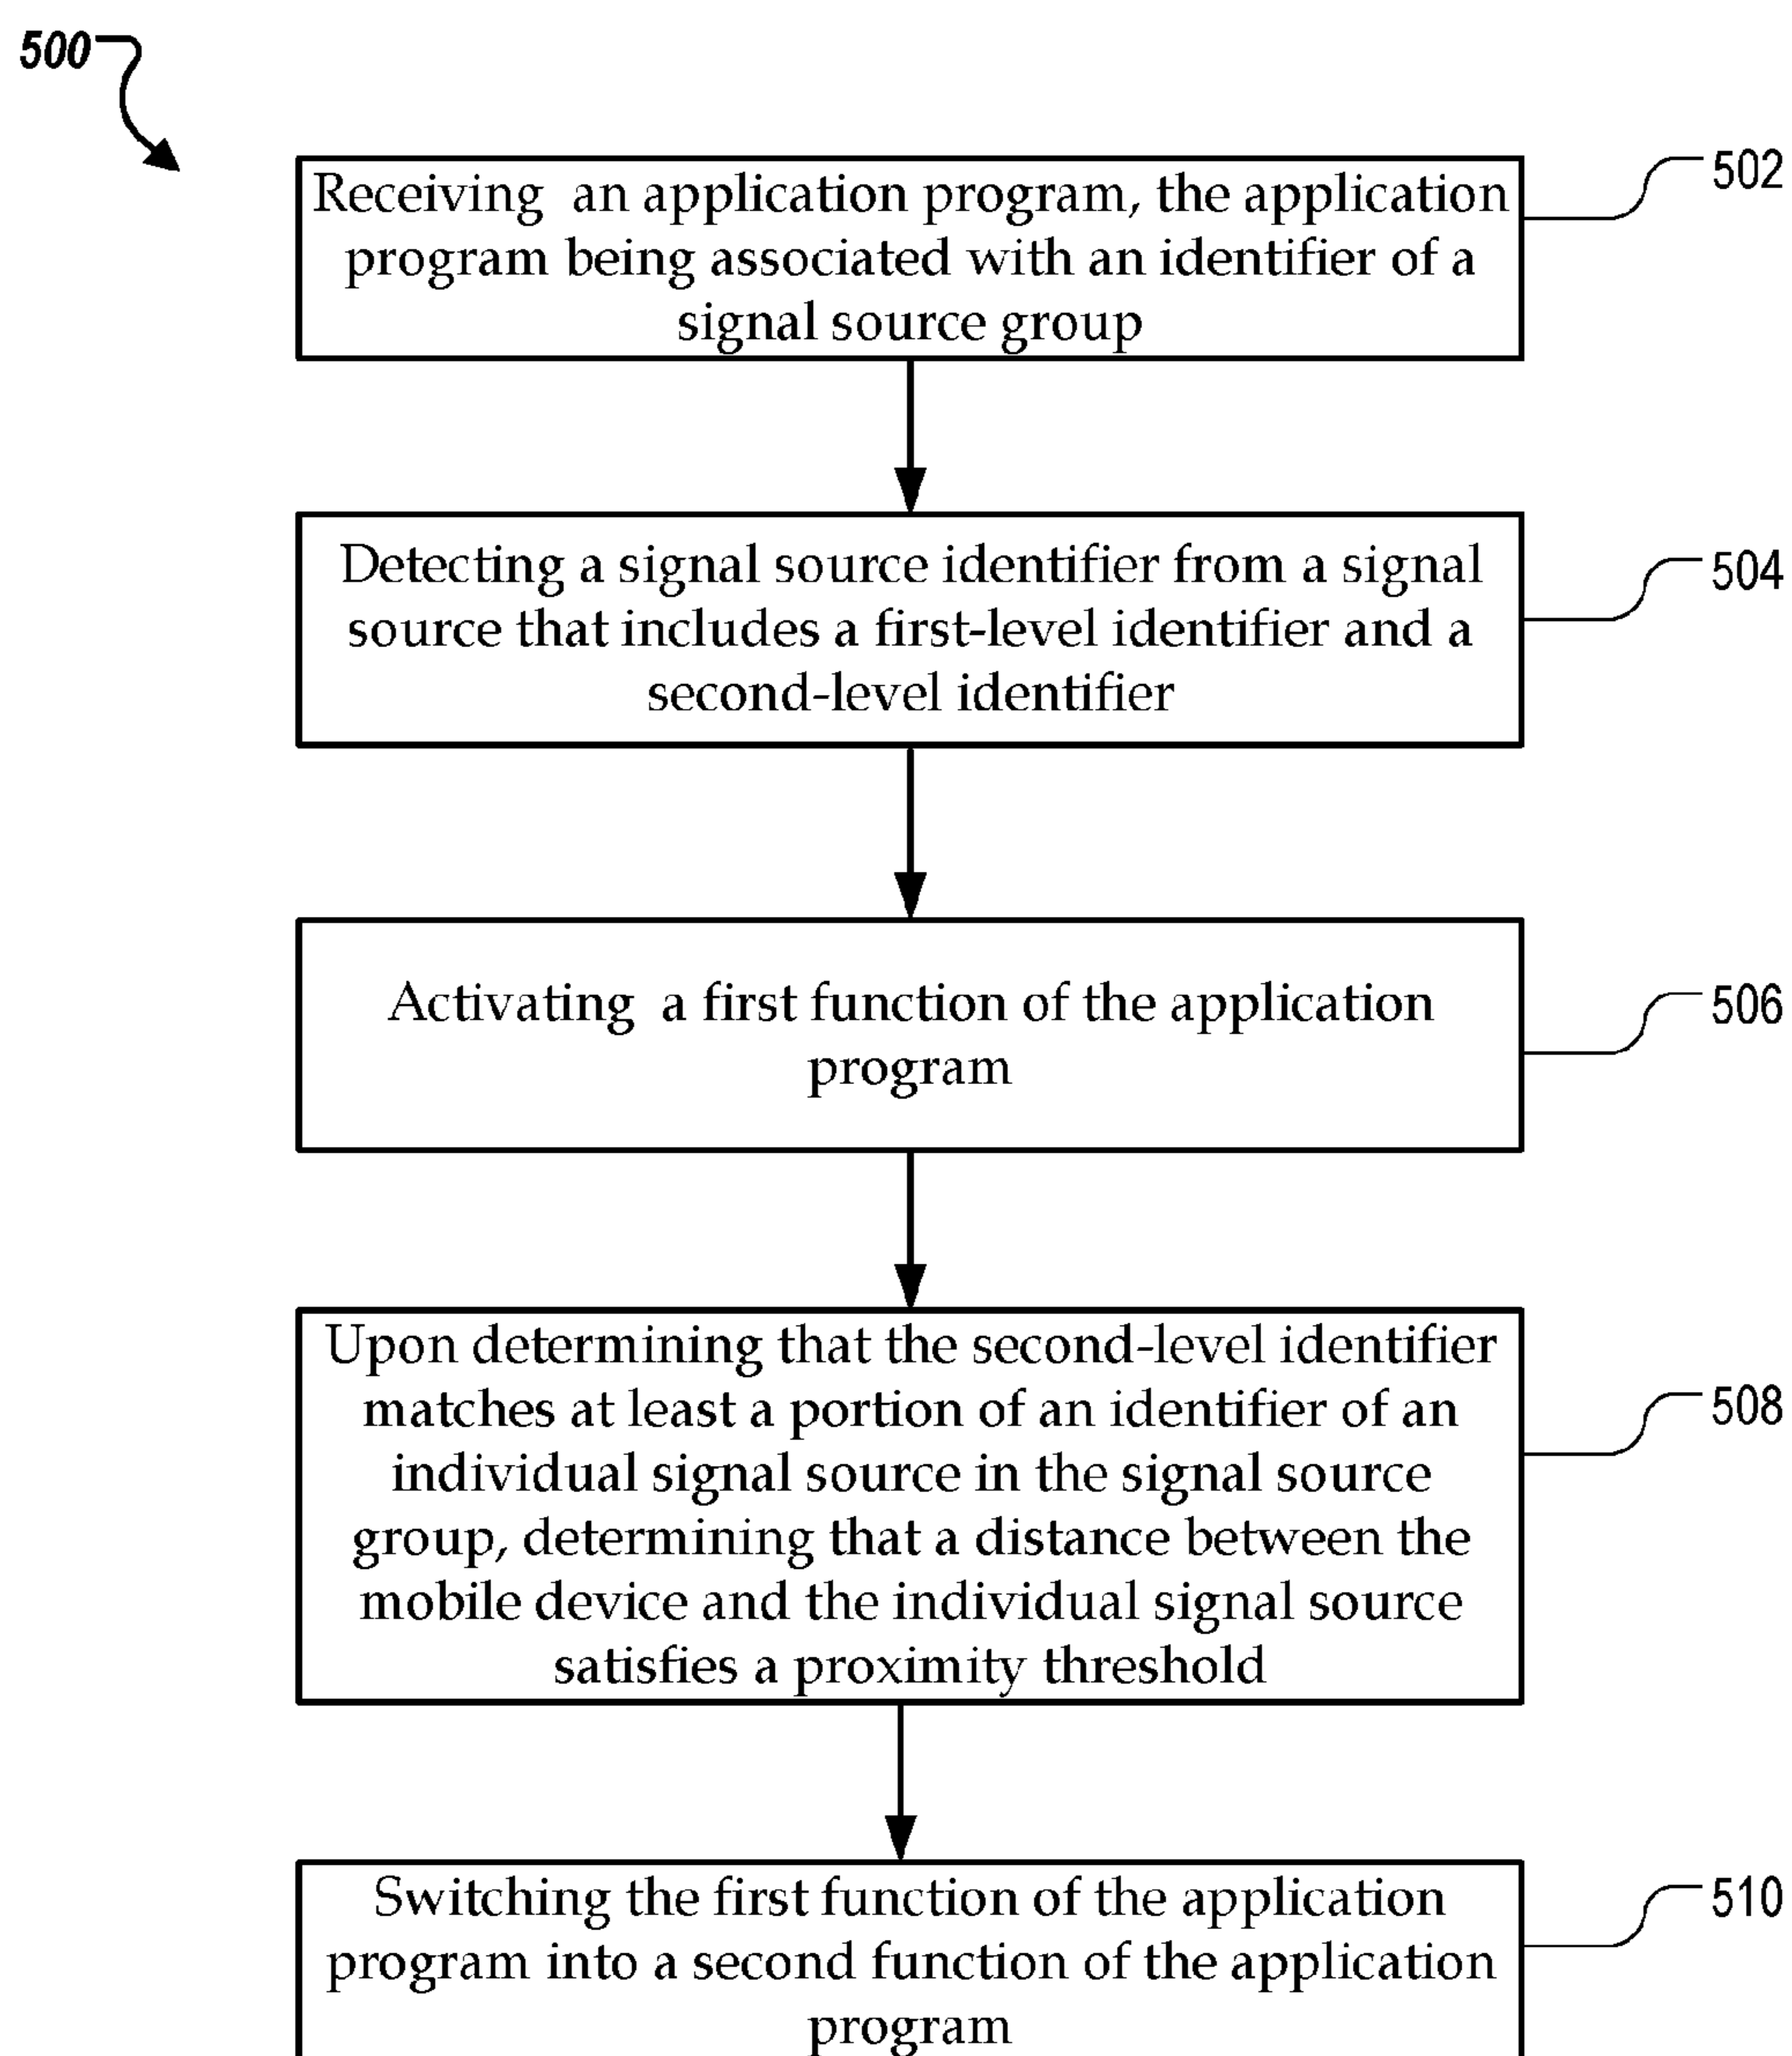 500
Receiving an application program, the application
program being associated with an identifier of a
signal source group
502
Detecting a signal source identifier from a signal
source that includes a first-level identifier and a
second-level identifier
504
Activating a first function of the application
program
506
Upon determining that the second-level identifier
matches at least a portion of an identifier of an
individual signal source in the signal source
group, determining that a distance between the
mobile device and the individual signal source
satisfies a proximity threshold
508
Switching the first function of the application
program into a second function of the application
program
510